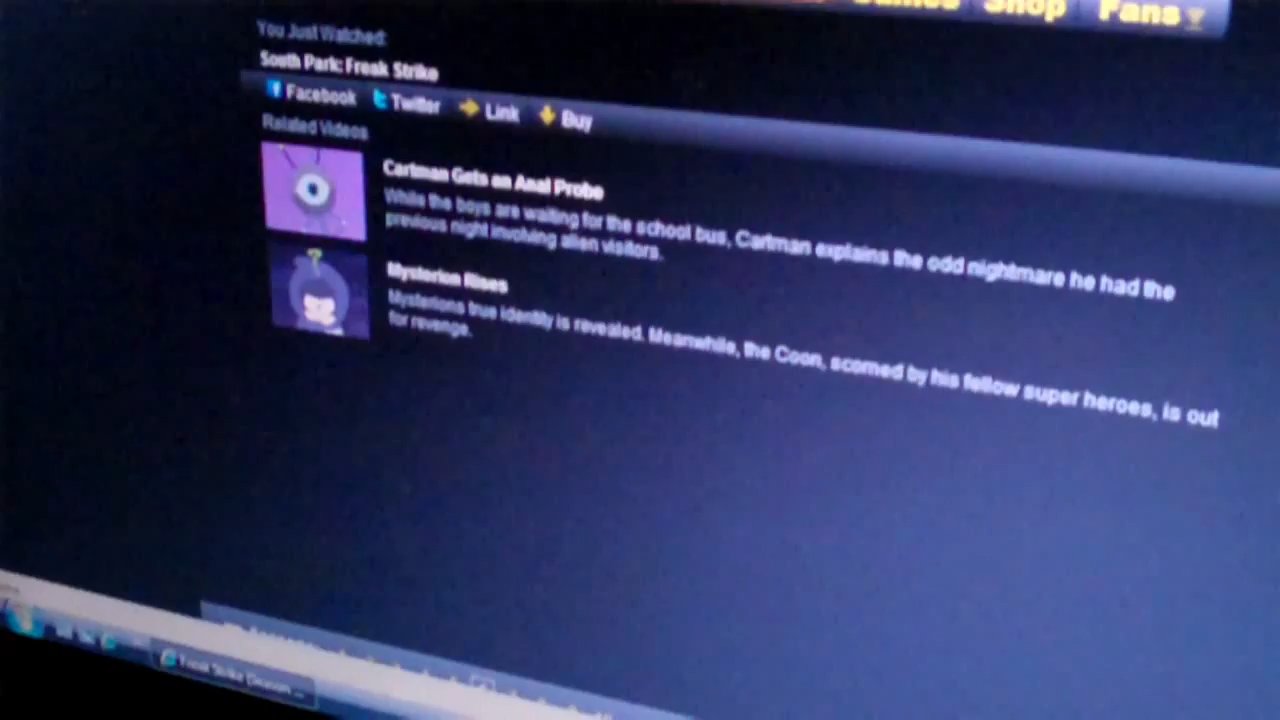 Games Shop Fans
You Just Watched:
South Park: Freak Strike
Facebook Twitter Link Buy
Related Videos
Cartman Gets an Anal Probe
While the boys are waiting for the school bus, Cartman explains the odd nightmare he had the
previous night involving alien visitors.
Mysterion Rises
Mysterions true identity is revealed. Meanwhile, the Coon, scorned by his fellow super heroes, is out
for revenge.
Freak Strike